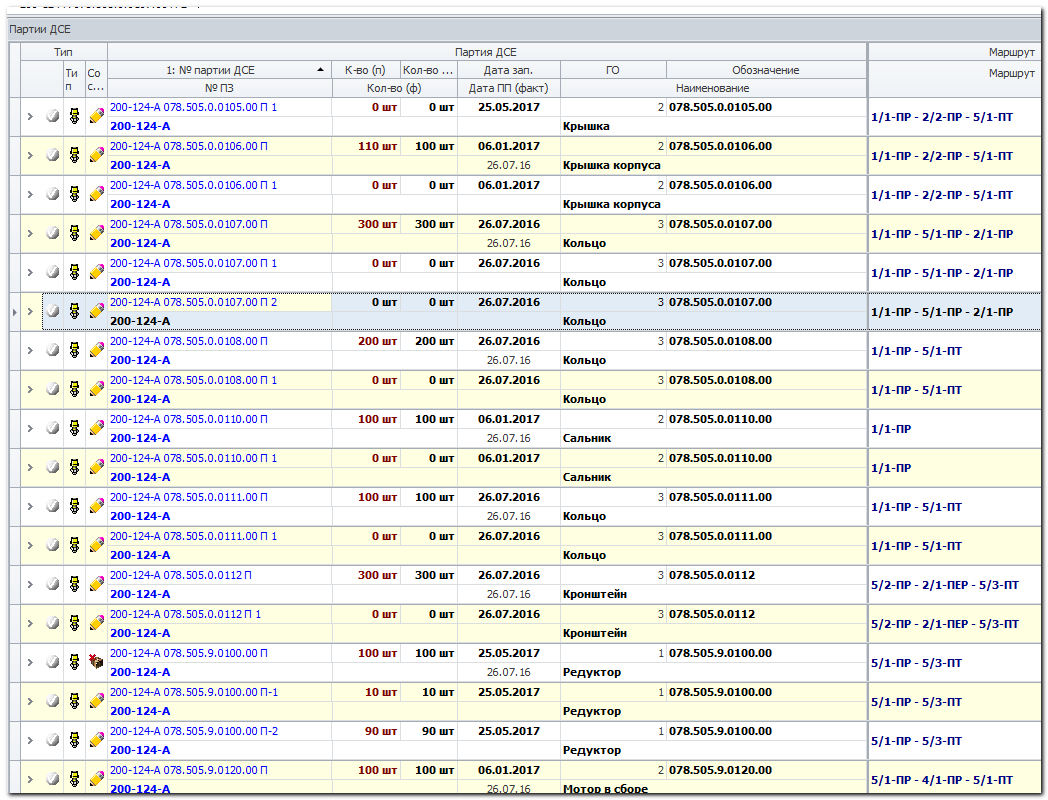 Партии ДСЕ
Тип Партия ДСЕ Маршрут
Ти п Со с... 1: № партии ДСЕ К-во (п) Кол-во ... Дата зап. ГО Обозначение Маршрут
№ ПЗ Кол-во (ф) Дата ПП (факт) Наименование
200-124-А 078.505.0.0105.00 П 1 0 шт 0 шт 25.05.2017 2 078.505.0.0105.00 1/1-ПР - 2/2-ПР - 5/1-ПТ
200-124-А Крышка
200-124-А 078.505.0.0106.00 П 110 шт 100 шт 06.01.2017 2 078.505.0.0106.00 1/1-ПР - 2/2-ПР - 5/1-ПТ
200-124-А 26.07.16 Крышка корпуса
200-124-А 078.505.0.0106.00 П 1 0 шт 0 шт 06.01.2017 2 078.505.0.0106.00 1/1-ПР - 2/2-ПР - 5/1-ПТ
200-124-А Крышка корпуса
200-124-А 078.505.0.0107.00 П 300 шт 300 шт 26.07.2016 3 078.505.0.0107.00 1/1-ПР - 5/1-ПР - 2/1-ПР
200-124-А 26.07.16 Кольцо
200-124-А 078.505.0.0107.00 П 1 0 шт 0 шт 26.07.2016 3 078.505.0.0107.00 1/1-ПР - 5/1-ПР - 2/1-ПР
200-124-А Кольцо
200-124-А 078.505.0.0107.00 П 2 0 шт 0 шт 26.07.2016 3 078.505.0.0107.00 1/1-ПР - 5/1-ПР - 2/1-ПР
200-124-А Кольцо
200-124-А 078.505.0.0108.00 П 200 шт 200 шт 26.07.2016 3 078.505.0.0108.00 1/1-ПР - 5/1-ПТ
200-124-А 26.07.16 Кольцо
200-124-А 078.505.0.0108.00 П 1 0 шт 0 шт 26.07.2016 3 078.505.0.0108.00 1/1-ПР - 5/1-ПТ
200-124-А Кольцо
200-124-А 078.505.0.0110.00 П 100 шт 100 шт 06.01.2017 2 078.505.0.0110.00 1/1-ПР
200-124-А 26.07.16 Сальник
200-124-А 078.505.0.0110.00 П 1 0 шт 0 шт 06.01.2017 2 078.505.0.0110.00 1/1-ПР
200-124-А Сальник
200-124-А 078.505.0.0111.00 П 100 шт 100 шт 26.07.2016 3 078.505.0.0111.00 1/1-ПР - 5/1-ПТ
200-124-А 26.07.16 Кольцо
200-124-А 078.505.0.0111.00 П 1 0 шт 0 шт 26.07.2016 3 078.505.0.0111.00 1/1-ПР - 5/1-ПТ
200-124-А Кольцо
200-124-А 078.505.0.0112 П 300 шт 300 шт 26.07.2016 3 078.505.0.0112 5/2-ПР - 2/1-ПЕР - 5/3-ПТ
200-124-А 26.07.16 Кронштейн
200-124-А 078.505.0.0112 П 1 0 шт 0 шт 26.07.2016 3 078.505.0.0112 5/2-ПР - 2/1-ПЕР - 5/3-ПТ
200-124-А Кронштейн
200-124-А 078.505.9.0100.00 П 100 шт 100 шт 25.05.2017 1 078.505.9.0100.00 5/1-ПР - 5/3-ПТ
200-124-А 26.07.16 Редуктор
200-124-А 078.505.9.0100.00 П-1 10 шт 10 шт 25.05.2017 1 078.505.9.0100.00 5/1-ПР - 5/3-ПТ
200-124-А Редуктор
200-124-А 078.505.9.0100.00 П-2 90 шт 90 шт 25.05.2017 1 078.505.9.0100.00 5/1-ПР - 5/3-ПТ
200-124-А Редуктор
200-124-А 078.505.9.0120.00 П 100 шт 100 шт 06.01.2017 2 078.505.9.0120.00 5/1-ПР - 4/1-ПР - 5/1-ПТ
200-124-А 26.07.16 Мотор в сборе